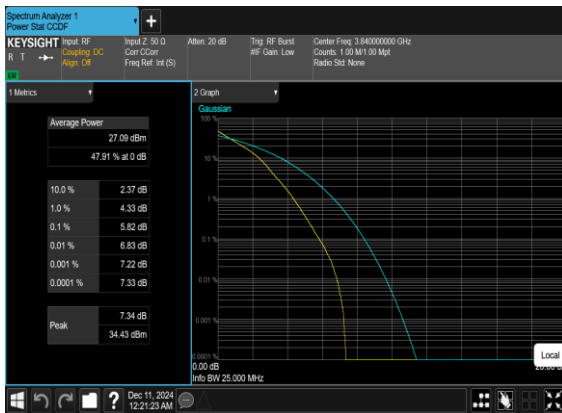 Spectrum Analyzer 1
Power Stat CCDF
KEYSIGHT
R T
LXI
Input: RF
Coupling: DC
Align: Off
Input Z: 50 Ω
Corr CCorr
Freq Ref: Int (S)
Atten: 20 dB
Trig: RF Burst
#IF Gain: Low
Center Freq: 3.840000000 GHz
Counts: 1.00 M/1.00 Mpt
Radio Std: None
1 Metrics
Average Power
27.09 dBm
47.91 % at 0 dB
10.0 % 2.37 dB
1.0 % 4.33 dB
0.1 % 5.82 dB
0.01 % 6.83 dB
0.001 % 7.22 dB
0.0001 % 7.33 dB
Peak
7.34 dB
34.43 dBm
2 Graph
Gaussian
100 %
10 %
1 %
0.1 %
0.01 %
0.001 %
0.0001 %
0.00 dB
Info BW 25.000 MHz
Local
Dec 11, 2024
12:21:23 AM